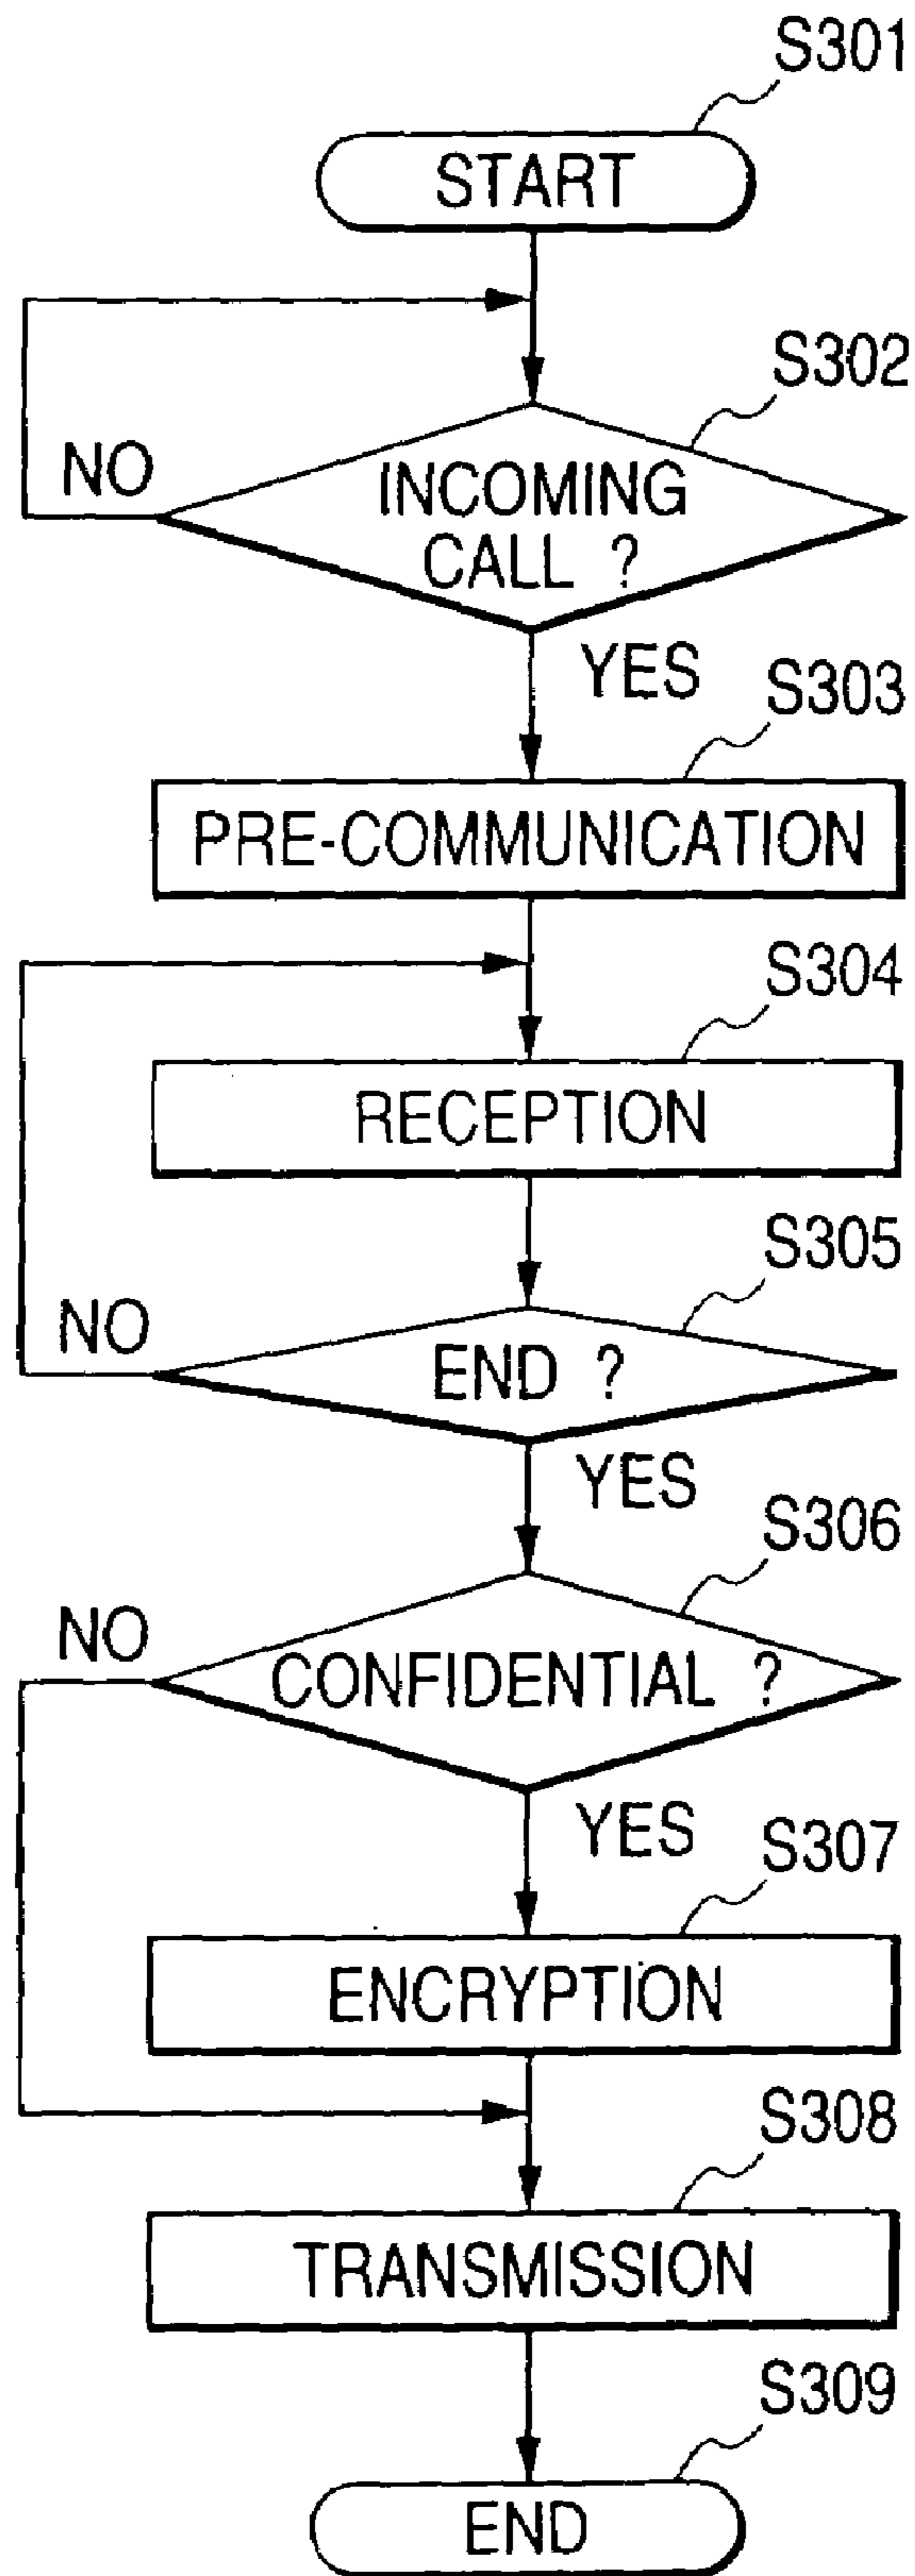 S301
START
S302
NO
INCOMING
CALL ?
YES
S303
PRE-COMMUNICATION
S304
RECEPTION
S305
NO
END ?
YES
S306
NO
CONFIDENTIAL ?
YES
S307
ENCRYPTION
S308
TRANSMISSION
S309
END